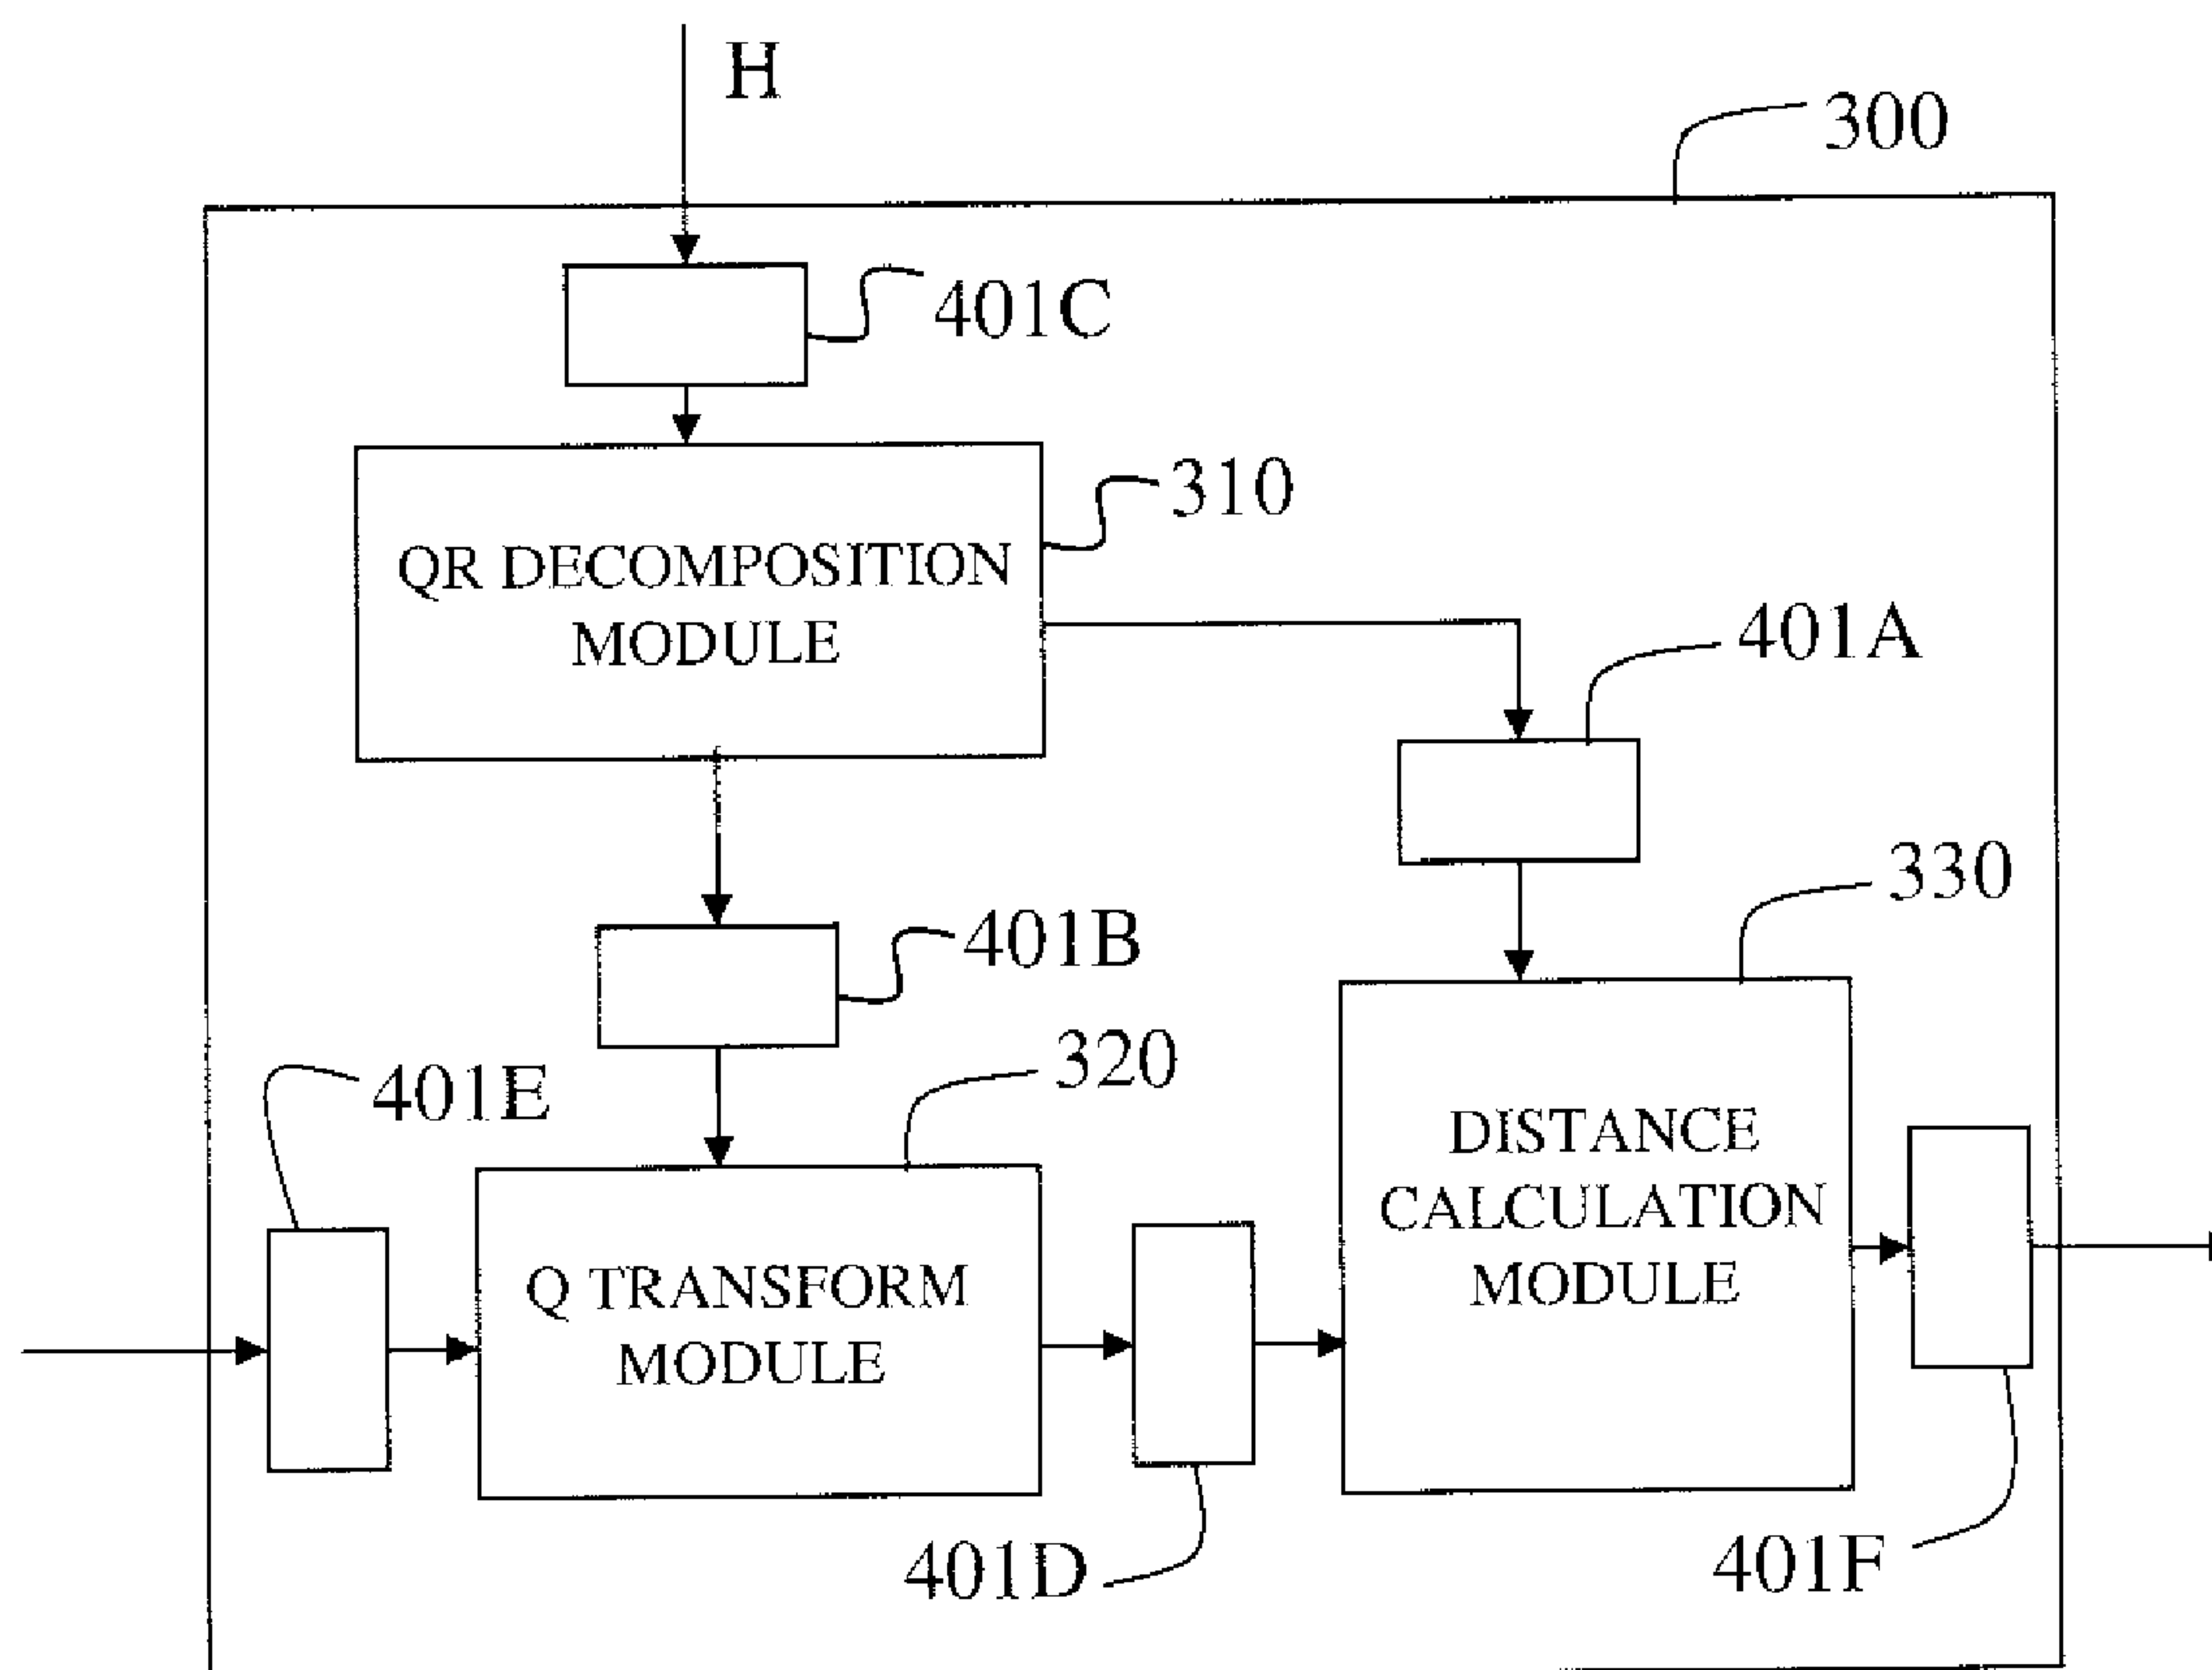 H
300
401C
310
QR DECOMPOSITION
MODULE
401A
330
401B
320
401E
DISTANCE
CALCULATION
MODULE
Q TRANSFORM
MODULE
401D
401F